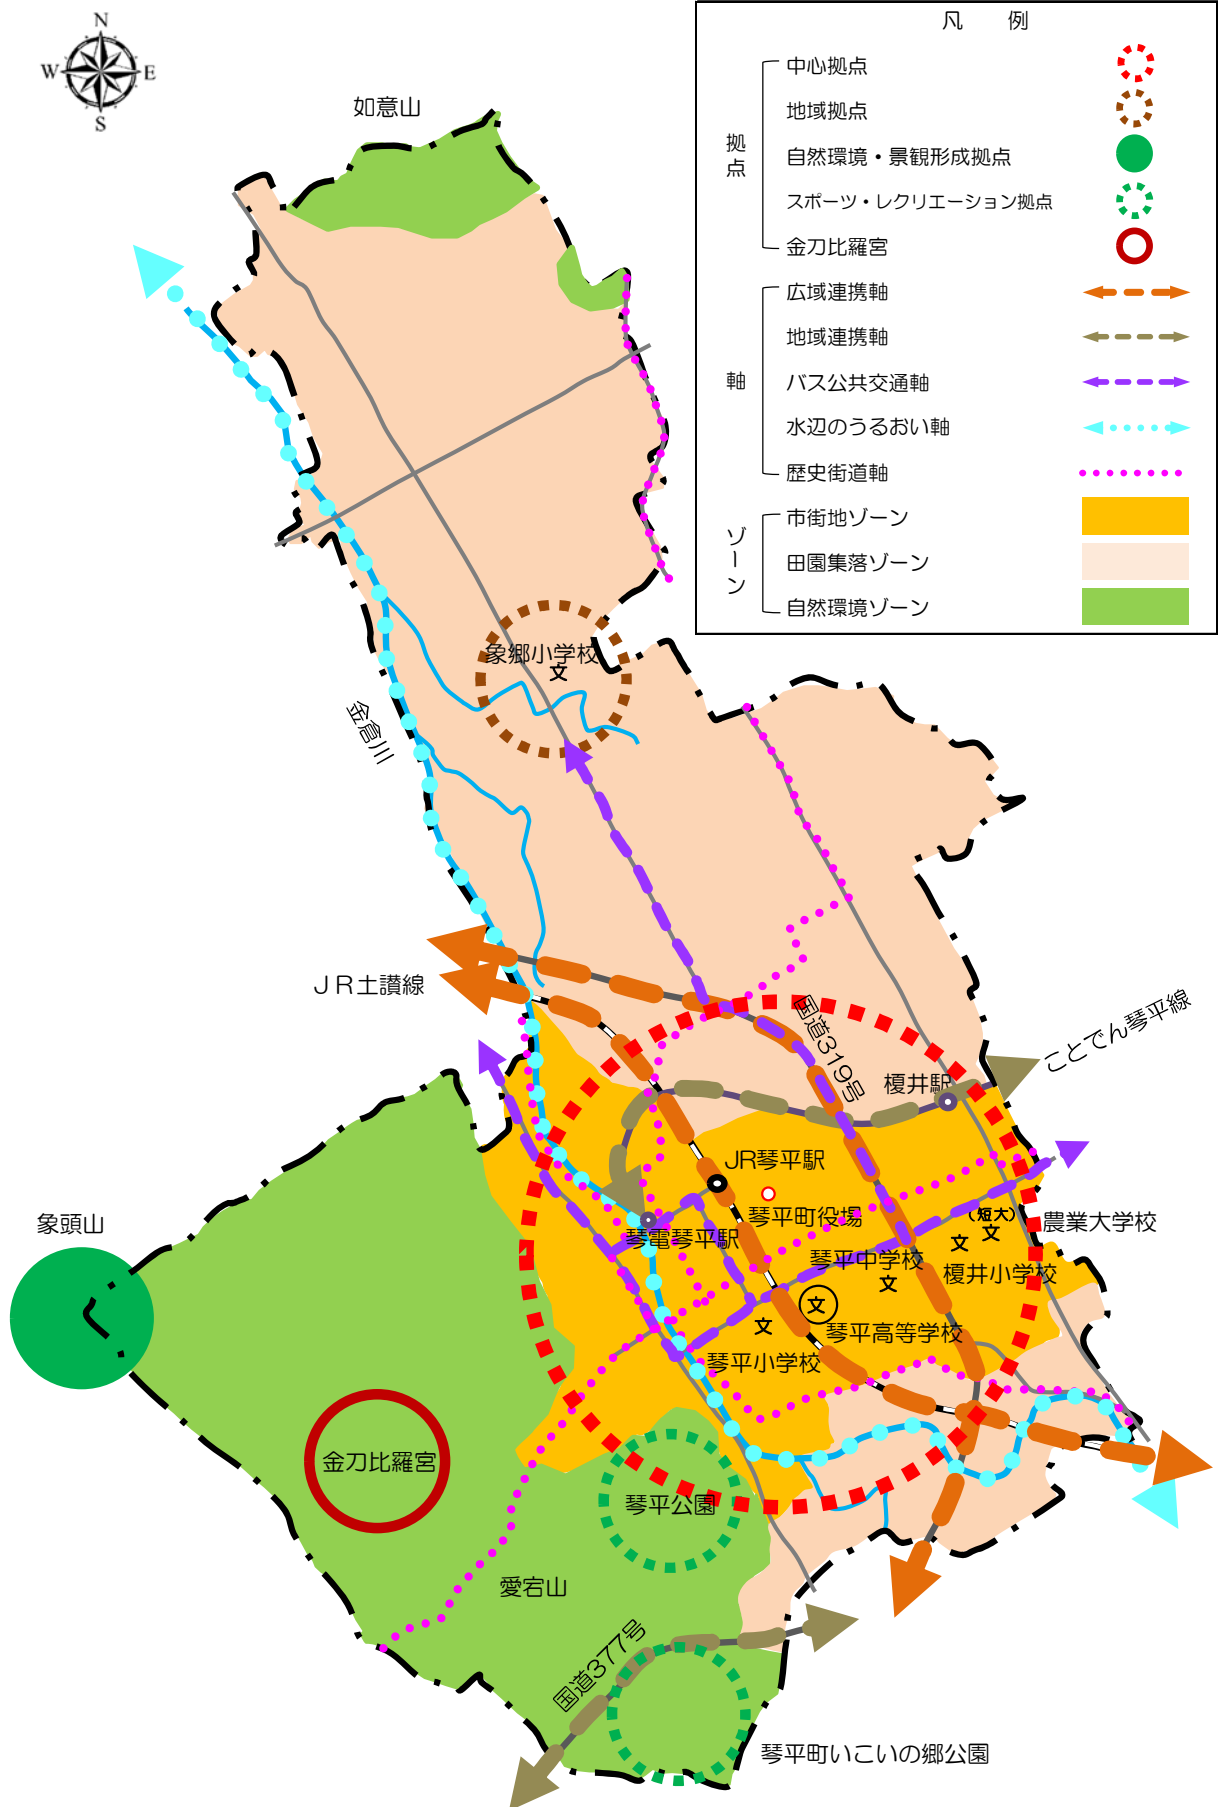 N
W E
S
凡　例
拠点
中心拠点
地域拠点
自然環境・景観形成拠点
スポーツ・レクリエーション拠点
金刀比羅宮
軸
広域連携軸
地域連携軸
バス公共交通軸
水辺のうるおい軸
歴史街道軸
ゾーン
市街地ゾーン
田園集落ゾーン
自然環境ゾーン
如意山
象郷小学校
文
金倉川
ＪＲ土讃線
国道319号
榎井駅
ことでん琴平線
JR琴平駅
琴平町役場
琴電琴平駅
(短大)
文
文
農業大学校
琴平中学校
文
榎井小学校
文
琴平高等学校
文
琴平小学校
象頭山
金刀比羅宮
琴平公園
愛宕山
国道377号
琴平町いこいの郷公園